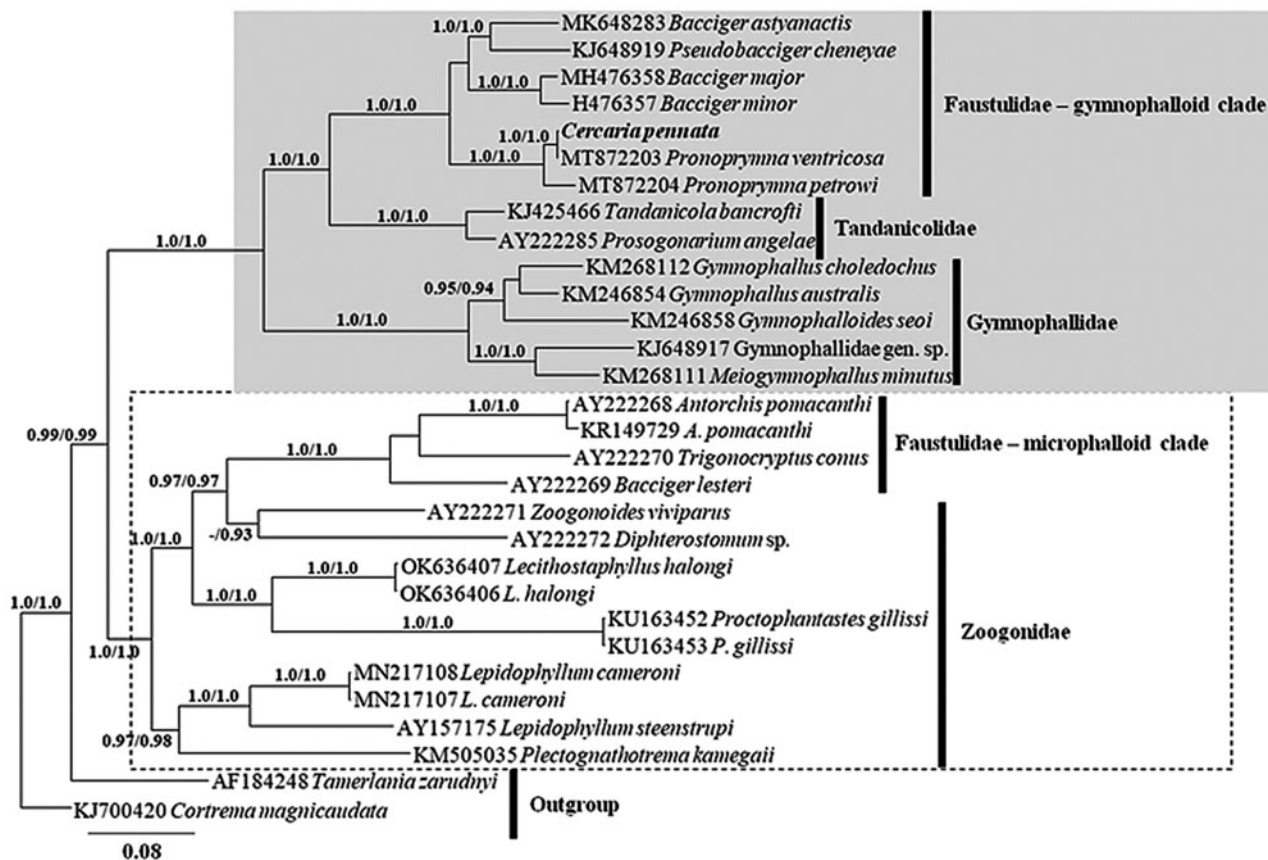 1.0/1.0
MK648283 Bacciger astyanactis
KJ648919 Pseudobacciger cheneyae
1.0/1.0
MH476358 Bacciger major
H476357 Bacciger minor
Faustulidae – gymnophalloid clade
1.0/1.0
1.0/1.0
Cercaria pennata
MT872203 Pronoprymna ventricosa
MT872204 Pronoprymna petrowi
1.0/1.0
1.0/1.0
KJ425466 Tandanicola bancrofti
AY222285 Prosogonarium angelae
Tandanicolidae
1.0/1.0
KM268112 Gymnophallus choledochus
0.95/0.94
KM246854 Gymnophallus australis
KM246858 Gymnophalloides seoi
Gymnophallidae
1.0/1.0
KJ648917 Gymnophallidae gen. sp.
1.0/1.0
KM268111 Meiogymnophallus minutus
1.0/1.0
AY222268 Antorchis pomacanthi
KR149729 A. pomacanthi
Faustulidae – microphalloid clade
0.99/0.99
1.0/1.0
AY222270 Trigonocryptus conus
0.97/0.97
AY222269 Bacciger lesteri
AY222271 Zoogonoides viviparus
-/0.93
AY222272 Diphterostomum sp.
1.0/1.0
1.0/1.0
OK636407 Lecithostaphyllus halongi
OK636406 L. halongi
1.0/1.0
KU163452 Proctophantastes gillissi
1.0/1.0
KU163453 P. gillissi
Zoogonidae
1.0/1.0
1.0/1.0
MN217108 Lepidophyllum cameroni
1.0/1.0
MN217107 L. cameroni
AY157175 Lepidophyllum steenstrupi
0.97/0.98
KM505035 Plectognathotrema kamegaii
AF184248 Tamerlania zarudnyi
KJ700420 Cortrema magnicaudata
Outgroup
0.08